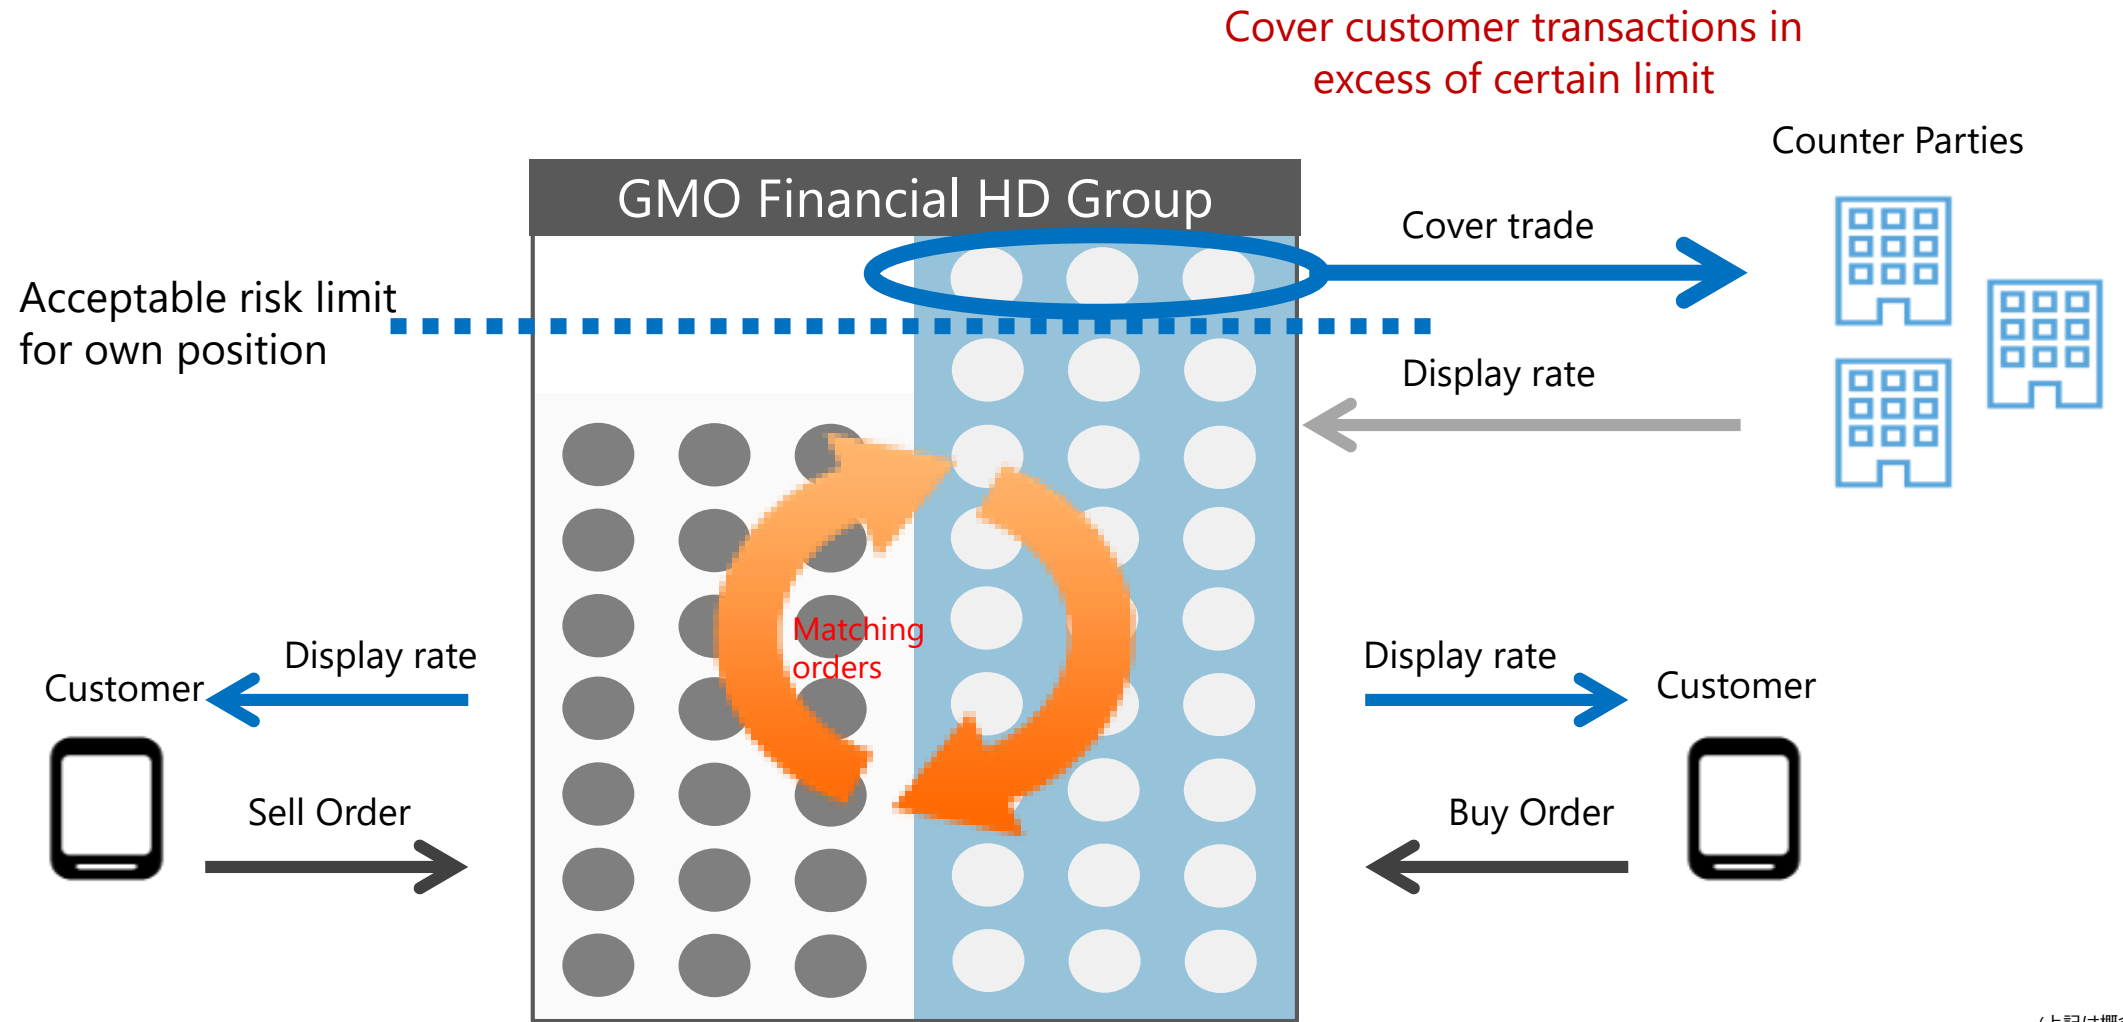 Cover customer transactions in
excess of certain limit
Counter Parties
GMO Financial HD Group
Cover trade
Acceptable risk limit
for own position
Display rate
Matching
orders
Display rate
Customer
Display rate
Customer
Sell Order
Buy Order